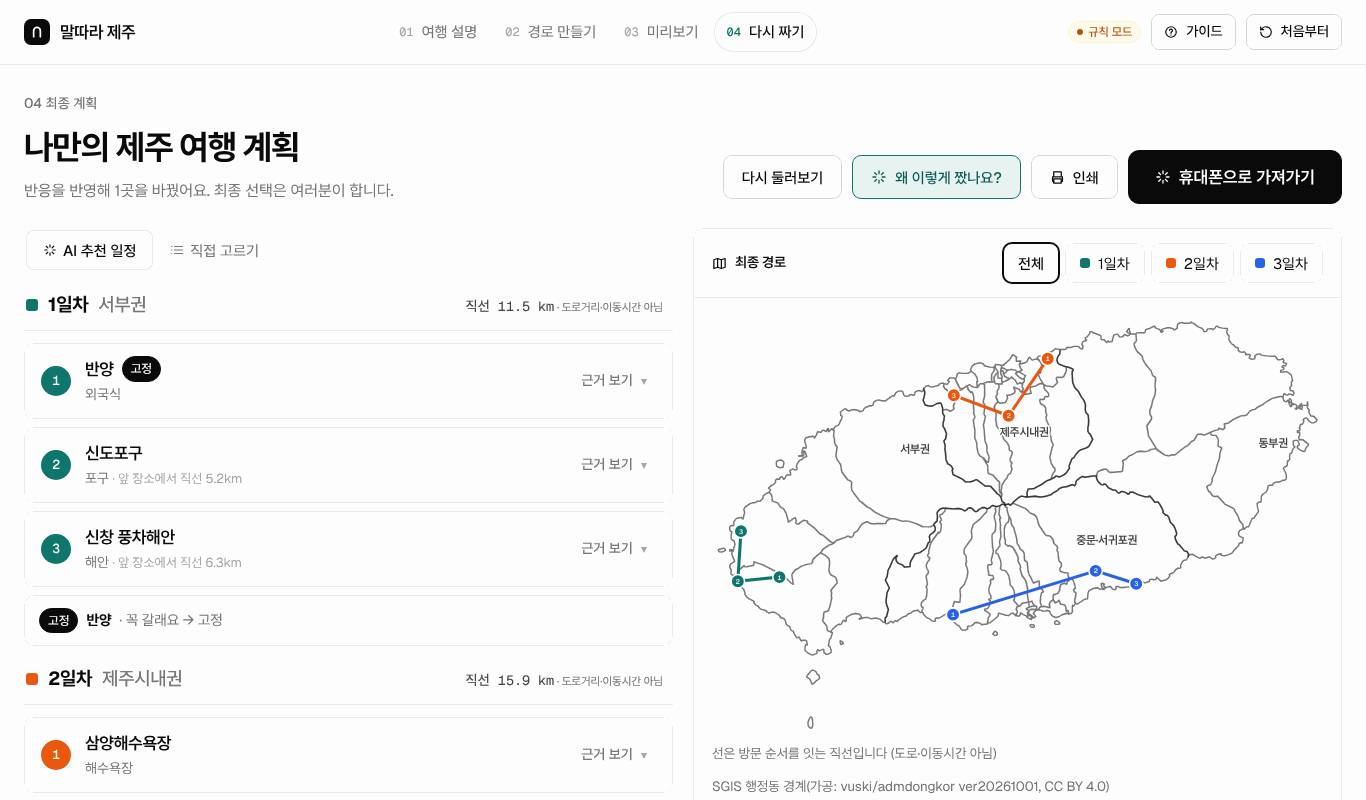 말따라 제주
01 여행 설명
02 경로 만들기
03 미리보기
04 다시 짜기
규칙 모드
가이드
처음부터
04 최종 계획
나만의 제주 여행 계획
반응을 반영해 1곳을 바꿨어요. 최종 선택은 여러분이 합니다.
다시 둘러보기
왜 이렇게 짰나요?
인쇄
휴대폰으로 가져가기
AI 추천 일정
직접 고르기
1일차 서부권
직선 11.5 km · 도로거리·이동시간 아님
1
반양 고정
외국식
근거 보기 ▼
2
신도포구
포구 · 앞 장소에서 직선 5.2km
근거 보기 ▼
3
신창 풍차해안
해안 · 앞 장소에서 직선 6.3km
근거 보기 ▼
고정 반양 · 꼭 갈래요 → 고정
2일차 제주시내권
직선 15.9 km · 도로거리·이동시간 아님
1
삼양해수욕장
해수욕장
근거 보기 ▼
최종 경로
전체
1일차
2일차
3일차
1
3
2
제주시내권
서부권
동부권
3
중문·서귀포권
2
1
2
3
1
선은 방문 순서를 잇는 직선입니다 (도로·이동시간 아님)
SGIS 행정동 경계(가공: vuski/admdongkor ver20261001, CC BY 4.0)